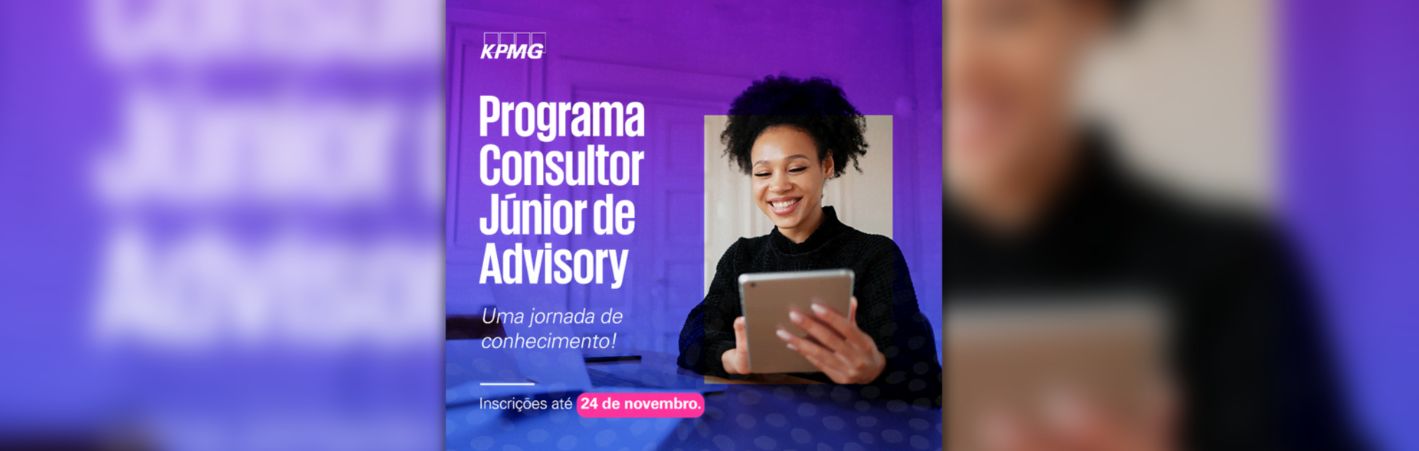 KPMG
Programa
Consultor
Júnior de
Advisory
Uma jornada de
conhecimento!
Inscrições até 24 de novembro.